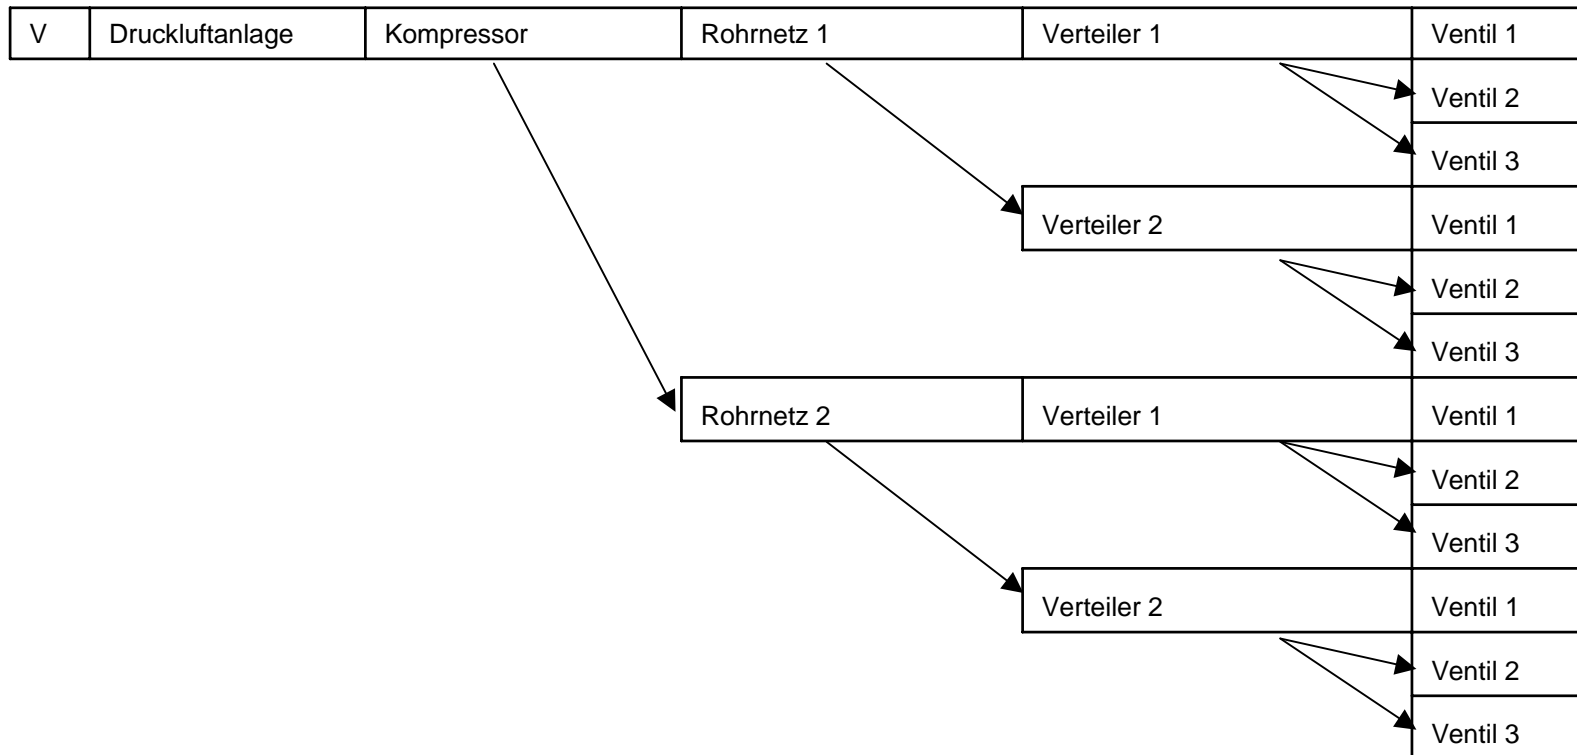 V Druckluftanlage Kompressor Rohrnetz 1 Verteiler 1 Ventil 1
Ventil 2
Ventil 3
Verteiler 2 Ventil 1
Ventil 2
Ventil 3
Rohrnetz 2 Verteiler 1 Ventil 1
Ventil 2
Ventil 3
Verteiler 2 Ventil 1
Ventil 2
Ventil 3